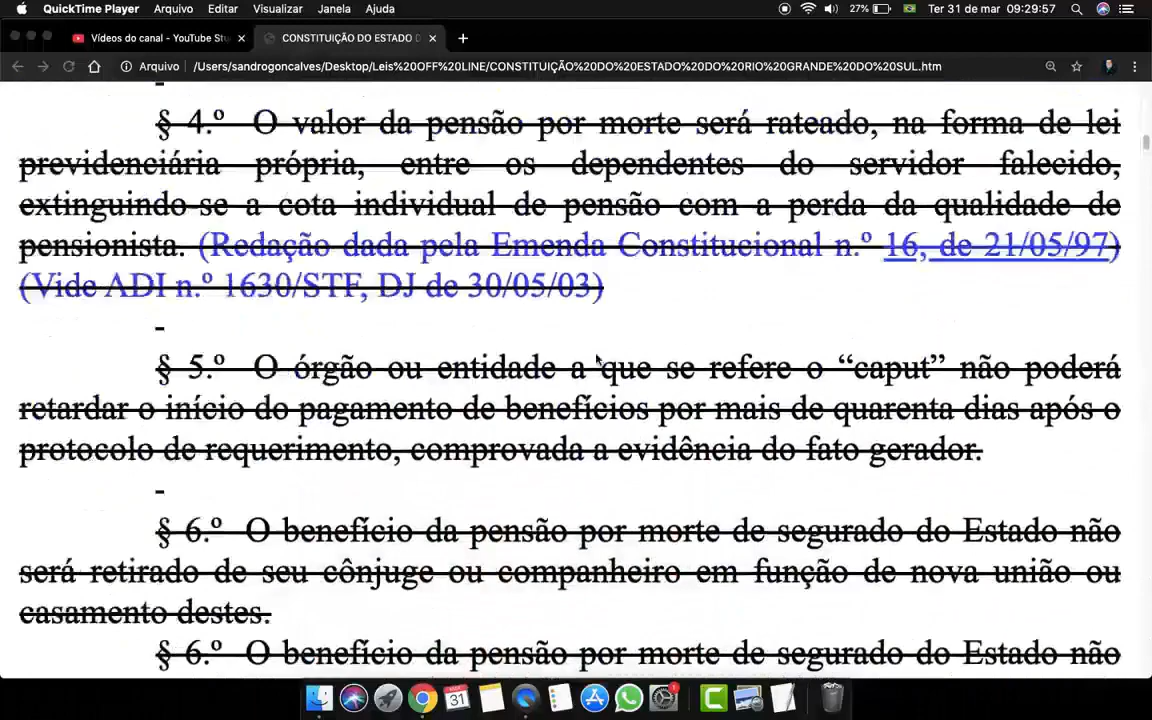 QuickTime Player Arquivo Editar Visualizar Janela Ajuda 27% Ter 31 de mar 09:29:57
Vídeos do canal - YouTube Stu × CONSTITUIÇÃO DO ESTADO D × +
Arquivo /Users/sandrogoncalves/Desktop/Leis%20OFF%20LINE/CONSTITUIÇÃO%20DO%20ESTADO%20DO%20RIO%20GRANDE%20DO%20SUL.htm
§ 4.º O valor da pensão por morte será rateado, na forma de lei
previdenciária própria, entre os dependentes do servidor falecido,
extinguindo-se a cota individual de pensão com a perda da qualidade de
pensionista. (Redação dada pela Emenda Constitucional n.º 16, de 21/05/97)
(Vide ADI n.º 1630/STF, DJ de 30/05/03)
§ 5.º O órgão ou entidade a que se refere o “caput” não poderá
retardar o início do pagamento de benefícios por mais de quarenta dias após o
protocolo de requerimento, comprovada a evidência do fato gerador.
§ 6.º O benefício da pensão por morte de segurado do Estado não
será retirado de seu cônjuge ou companheiro em função de nova união ou
casamento destes.
§ 6.º O benefício da pensão por morte de segurado do Estado não
31
1